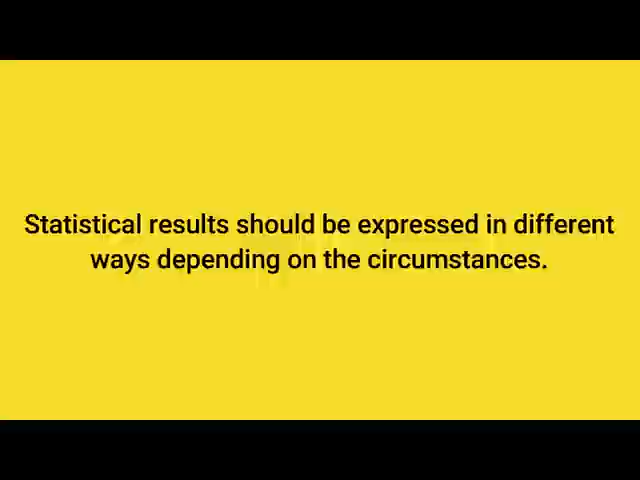 Statistical results should be expressed in different
ways depending on the circumstances.